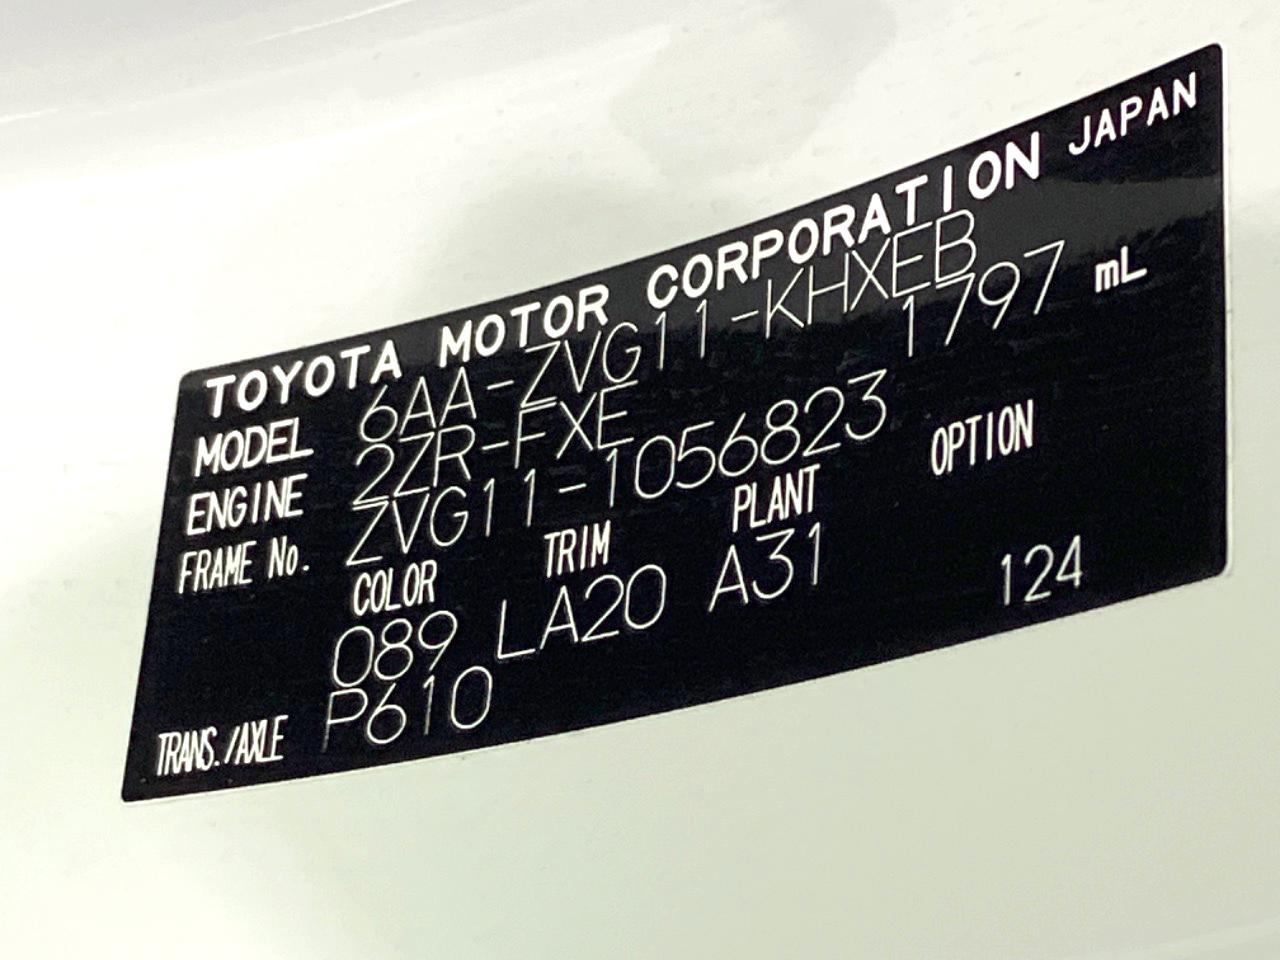 TOYOTA MOTOR CORPORATION JAPAN
MODEL 6AA-ZVG11-KHXEB
ENGINE 2ZR-FXE 1797 mL
FRAME No. ZVG11-1056823
COLOR TRIM PLANT OPTION
089 LA20 A31 124
TRANS./AXLE P610